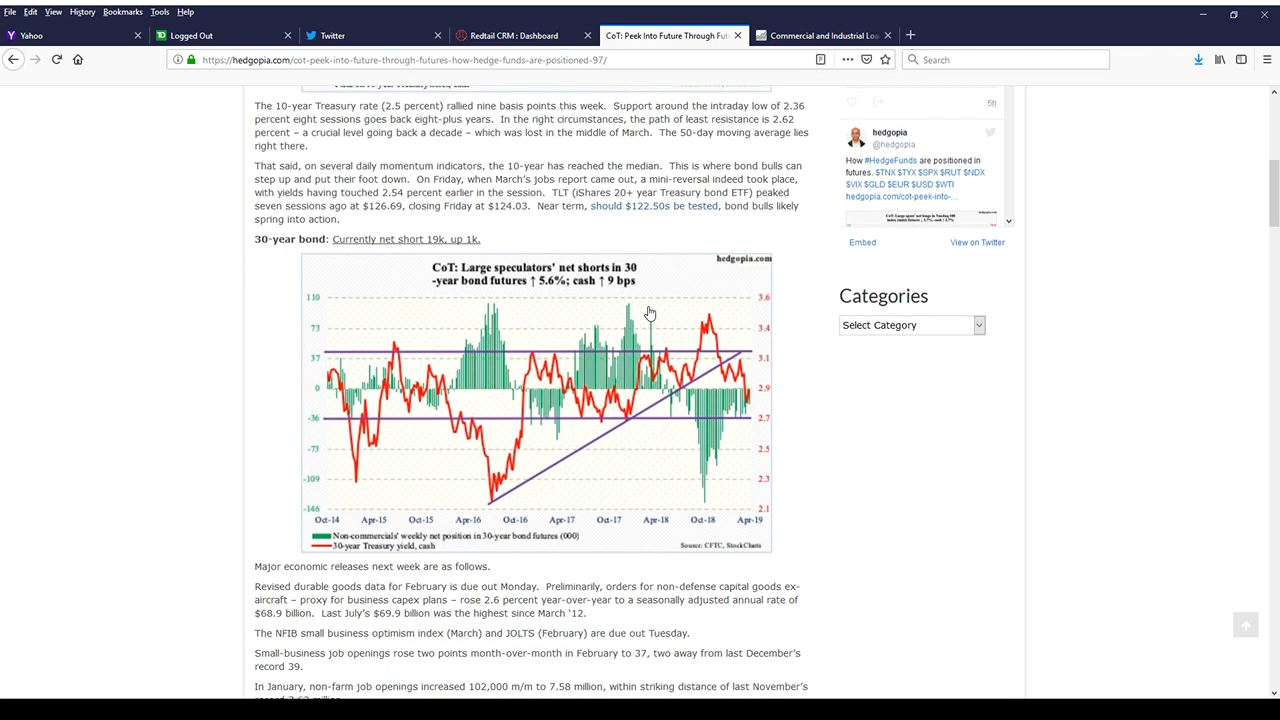 File Edit View History Bookmarks Tools Help
Yahoo
Logged Out
Twitter
Redtail CRM : Dashboard
CoT: Peek Into Future Through Fut
Commercial and Industrial Loa
https://hedgopia.com/cot-peek-into-future-through-futures-how-hedge-funds-are-positioned-97/
Search
The 10-year Treasury rate (2.5 percent) rallied nine basis points this week. Support around the intraday low of 2.36
percent eight sessions goes back eight-plus years. In the right circumstances, the path of least resistance is 2.62
percent – a crucial level going back a decade – which was lost in the middle of March. The 50-day moving average lies
right there.
That said, on several daily momentum indicators, the 10-year has reached the median. This is where bond bulls can
step up and put their foot down. On Friday, when March's jobs report came out, a mini-reversal indeed took place,
with yields having touched 2.54 percent earlier in the session. TLT (iShares 20+ year Treasury bond ETF) peaked
seven sessions ago at $126.69, closing Friday at $124.03. Near term, should $122.50s be tested, bond bulls likely
spring into action.
30-year bond: Currently net short 19k, up 1k.
hedgopia.com
CoT: Large speculators' net shorts in 30
-year bond futures ↑ 5.6%; cash ↑ 9 bps
110 3.6
73 3.4
37 3.1
0 2.9
-36 2.7
-73 2.5
-109 2.3
-146 2.1
Oct-14 Apr-15 Oct-15 Apr-16 Oct-16 Apr-17 Oct-17 Apr-18 Oct-18 Apr-19
Non-commercials' weekly net position in 30-year bond futures (000)
30-year Treasury yield, cash
Source: CFTC, StockCharts
Major economic releases next week are as follows.
Revised durable goods data for February is due out Monday. Preliminarily, orders for non-defense capital goods ex-
aircraft – proxy for business capex plans – rose 2.6 percent year-over-year to a seasonally adjusted annual rate of
$68.9 billion. Last July's $69.9 billion was the highest since March '12.
The NFIB small business optimism index (March) and JOLTS (February) are due out Tuesday.
Small-business job openings rose two points month-over-month in February to 37, two away from last December's
record 39.
In January, non-farm job openings increased 102,000 m/m to 7.58 million, within striking distance of last November's
5h
hedgopia
@hedgopia
How #HedgeFunds are positioned in
futures. $TNX $TYX $SPX $RUT $NDX
$VIX $GLD $EUR $USD $WTI
hedgopia.com/cot-peek-into-…
Embed
View on Twitter
Categories
Select Category